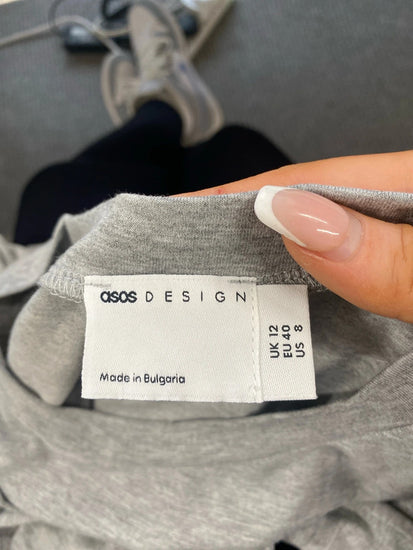 asos DESIGN
Made in Bulgaria
UK 12
EU 40
US 8